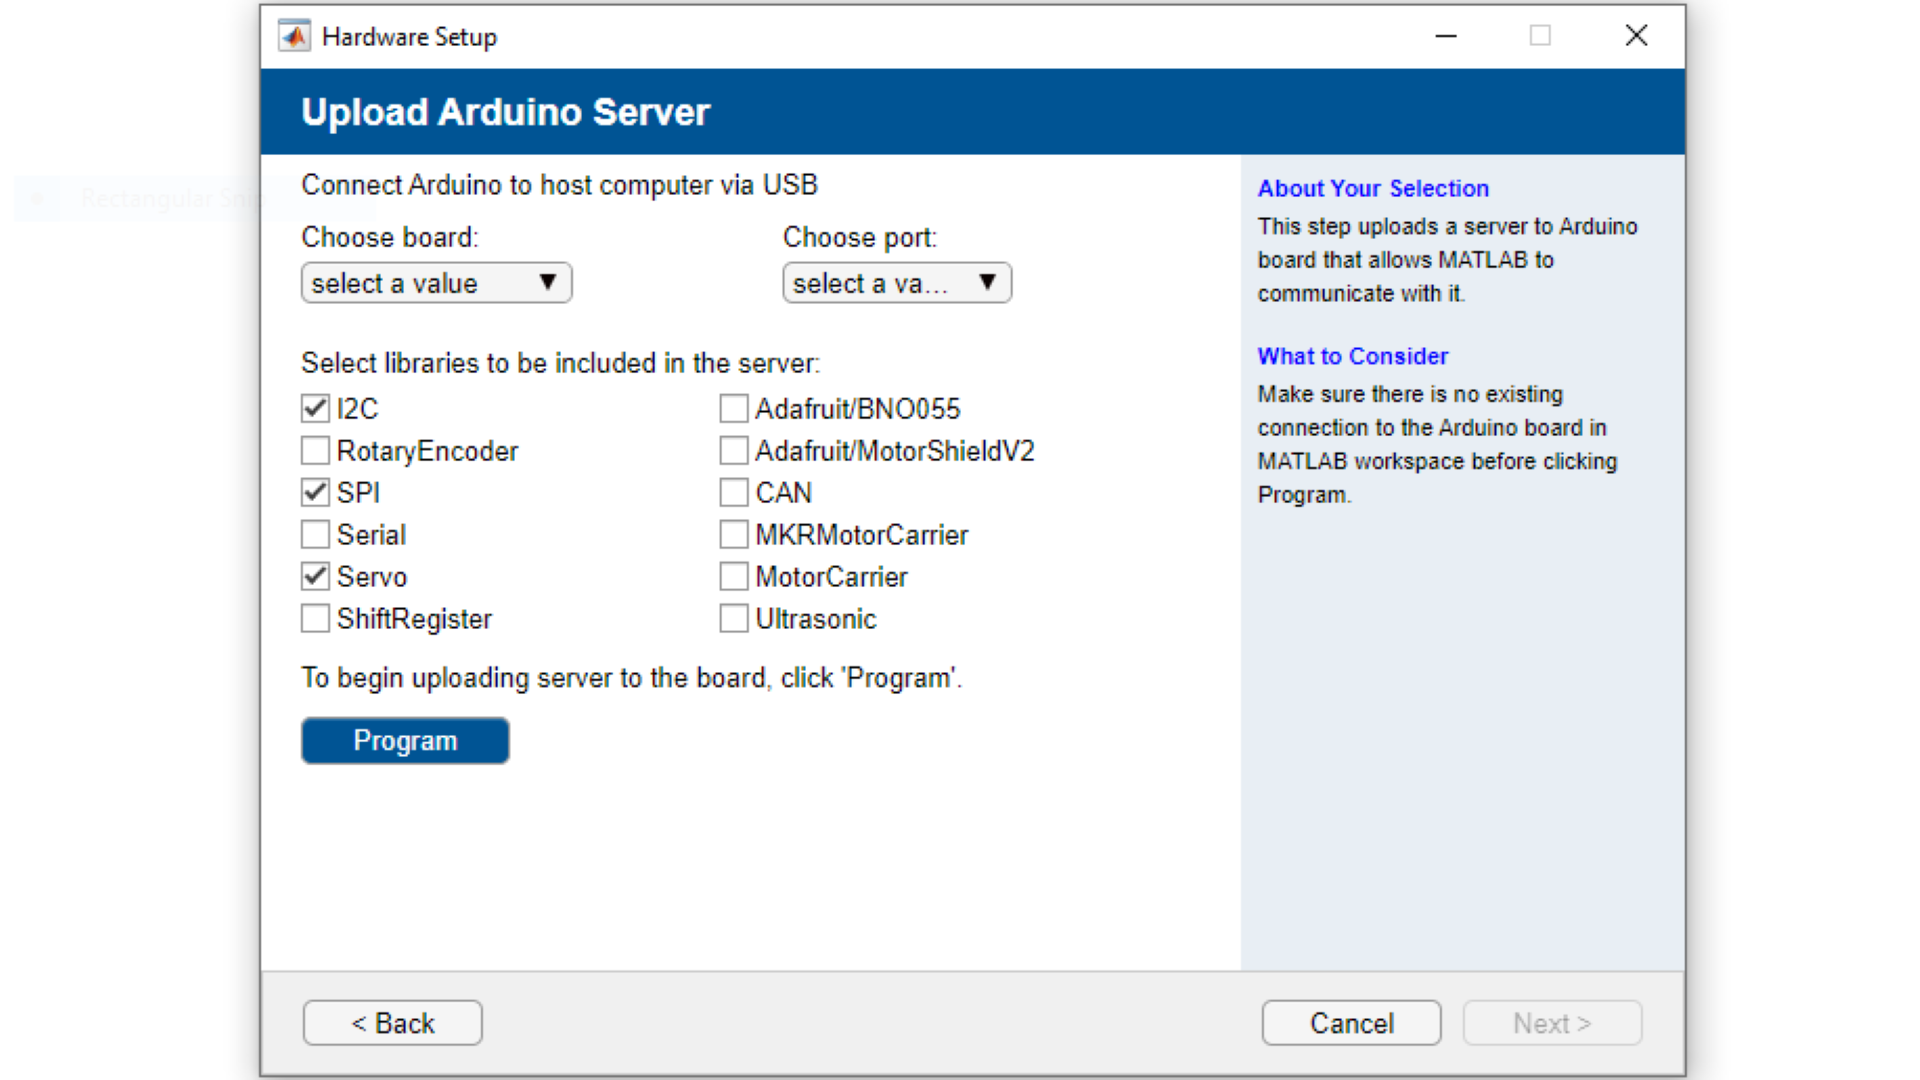 Hardware Setup
Upload Arduino Server
Rectangular Snip
Connect Arduino to host computer via USB
Choose board:
Choose port:
select a value
select a va...
Select libraries to be included in the server:
I2C
RotaryEncoder
SPI
Serial
Servo
ShiftRegister
Adafruit/BNO055
Adafruit/MotorShieldV2
CAN
MKRMotorCarrier
MotorCarrier
Ultrasonic
To begin uploading server to the board, click 'Program'.
Program
About Your Selection
This step uploads a server to Arduino
board that allows MATLAB to
communicate with it.
What to Consider
Make sure there is no existing
connection to the Arduino board in
MATLAB workspace before clicking
Program.
< Back
Cancel
Next >